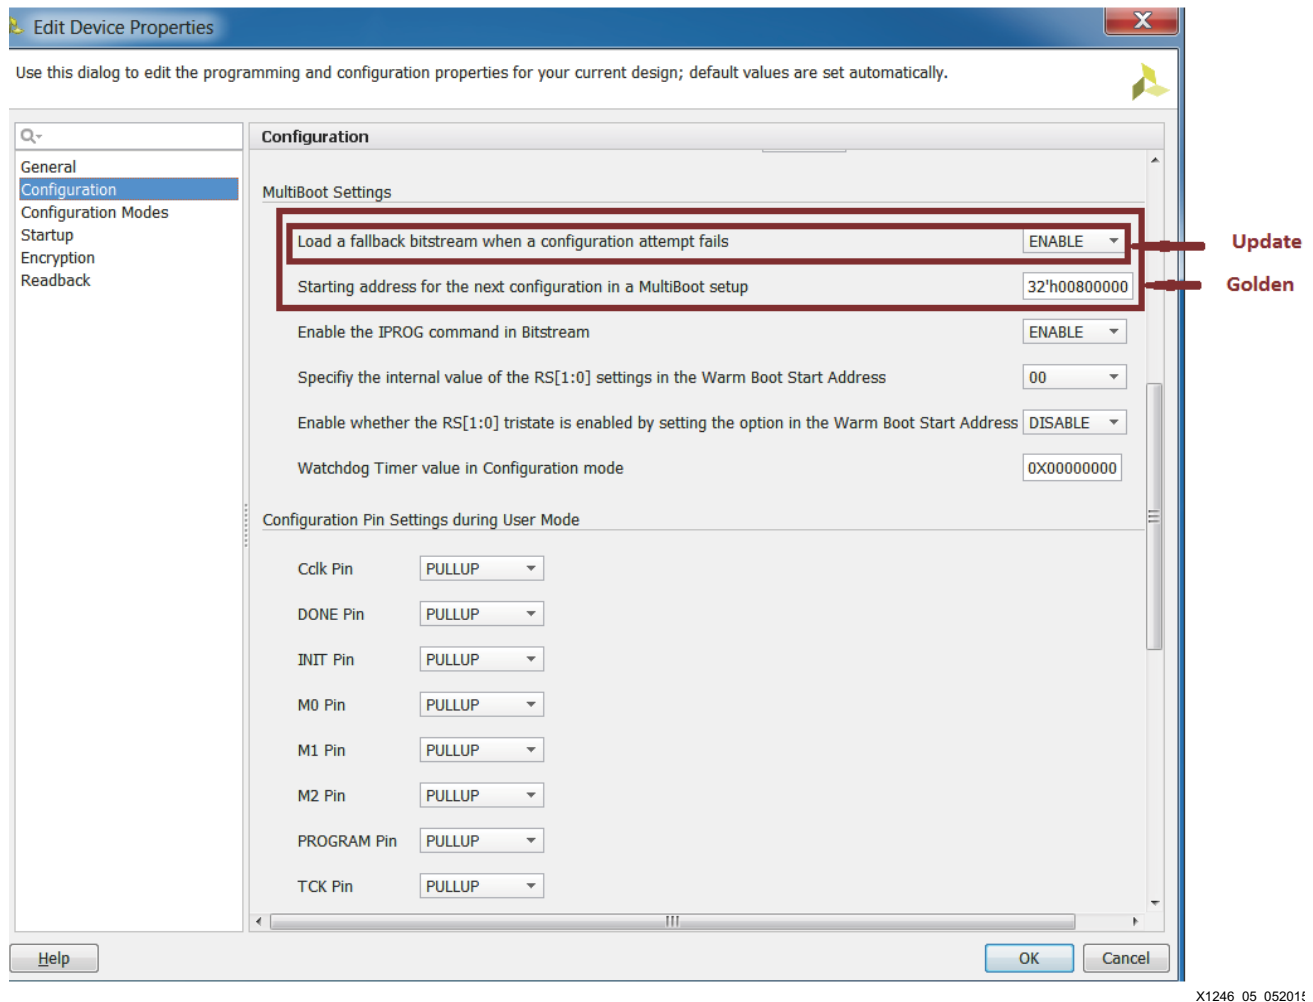 Edit Device Properties
X
Use this dialog to edit the programming and configuration properties for your current design; default values are set automatically.
Configuration
General
Configuration
Configuration Modes
Startup
Encryption
Readback
MultiBoot Settings
Load a fallback bitstream when a configuration attempt fails ENABLE Update
Starting address for the next configuration in a MultiBoot setup 32'h00800000 Golden
Enable the IPROG command in Bitstream ENABLE
Specifiy the internal value of the RS[1:0] settings in the Warm Boot Start Address 00
Enable whether the RS[1:0] tristate is enabled by setting the option in the Warm Boot Start Address DISABLE
Watchdog Timer value in Configuration mode 0X00000000
Configuration Pin Settings during User Mode
Cclk Pin PULLUP
DONE Pin PULLUP
INIT Pin PULLUP
M0 Pin PULLUP
M1 Pin PULLUP
M2 Pin PULLUP
PROGRAM Pin PULLUP
TCK Pin PULLUP
Help OK Cancel
X1246_05_052015